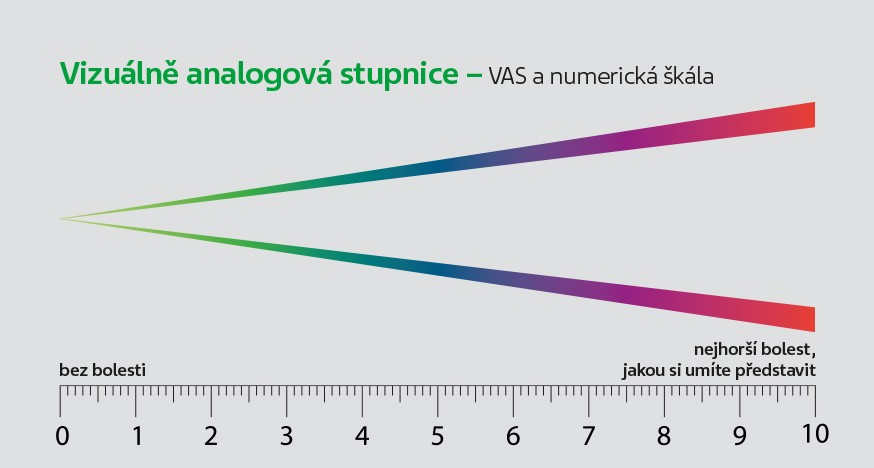 Vizuálně analogová stupnice – VAS a numerická škála
nejhorší bolest,
bez bolesti jakou si umíte představit
0 1 2 3 4 5 6 7 8 9 10